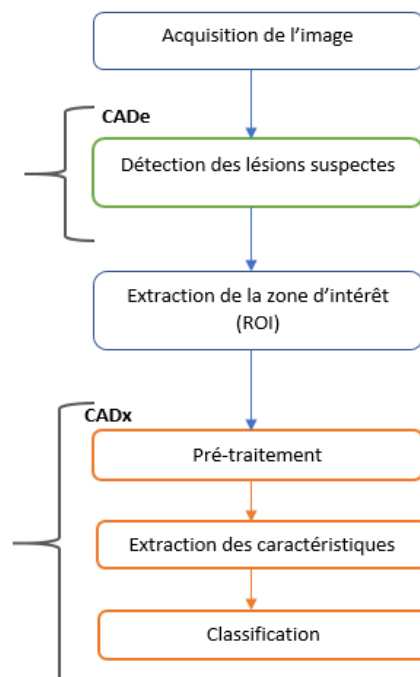 Acquisition de l’image
CADe
Détection des lésions suspectes
Extraction de la zone d’intérêt
(ROI)
CADx
Pré-traitement
Extraction des caractéristiques
Classification